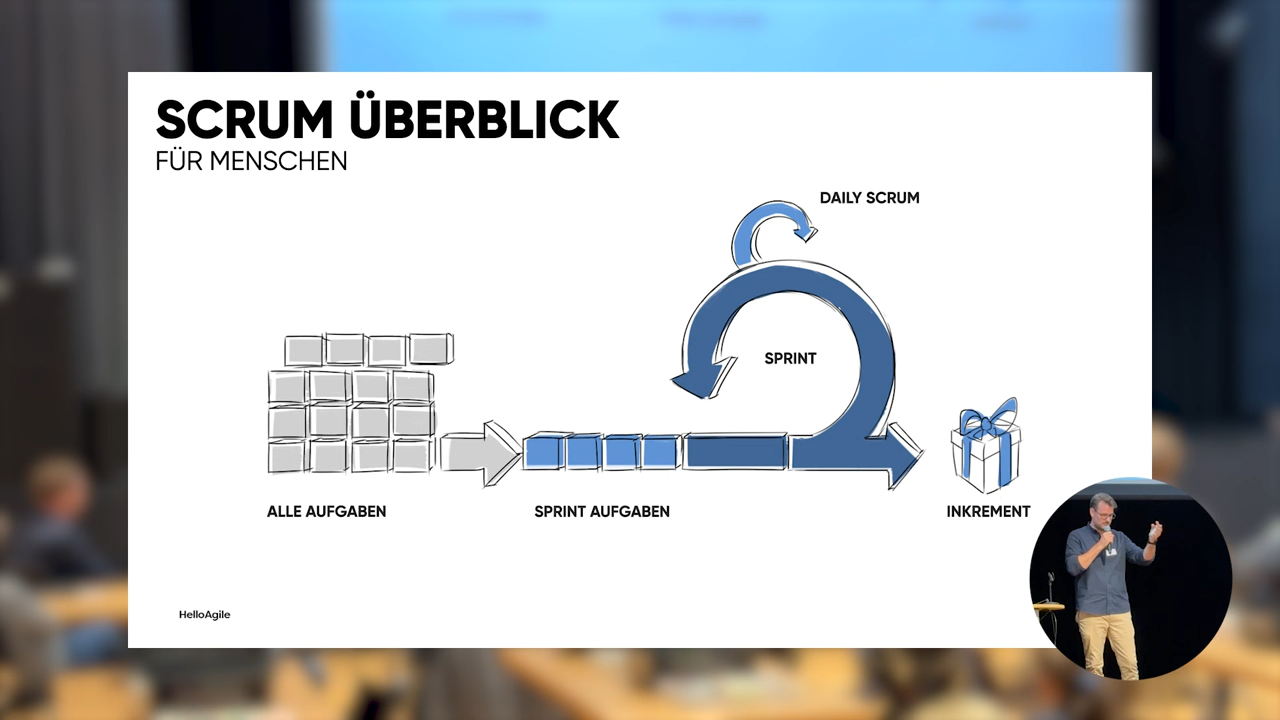 SCRUM ÜBERBLICK
FÜR MENSCHEN
DAILY SCRUM
SPRINT
ALLE AUFGABEN
SPRINT AUFGABEN
INKREMENT
HelloAgile